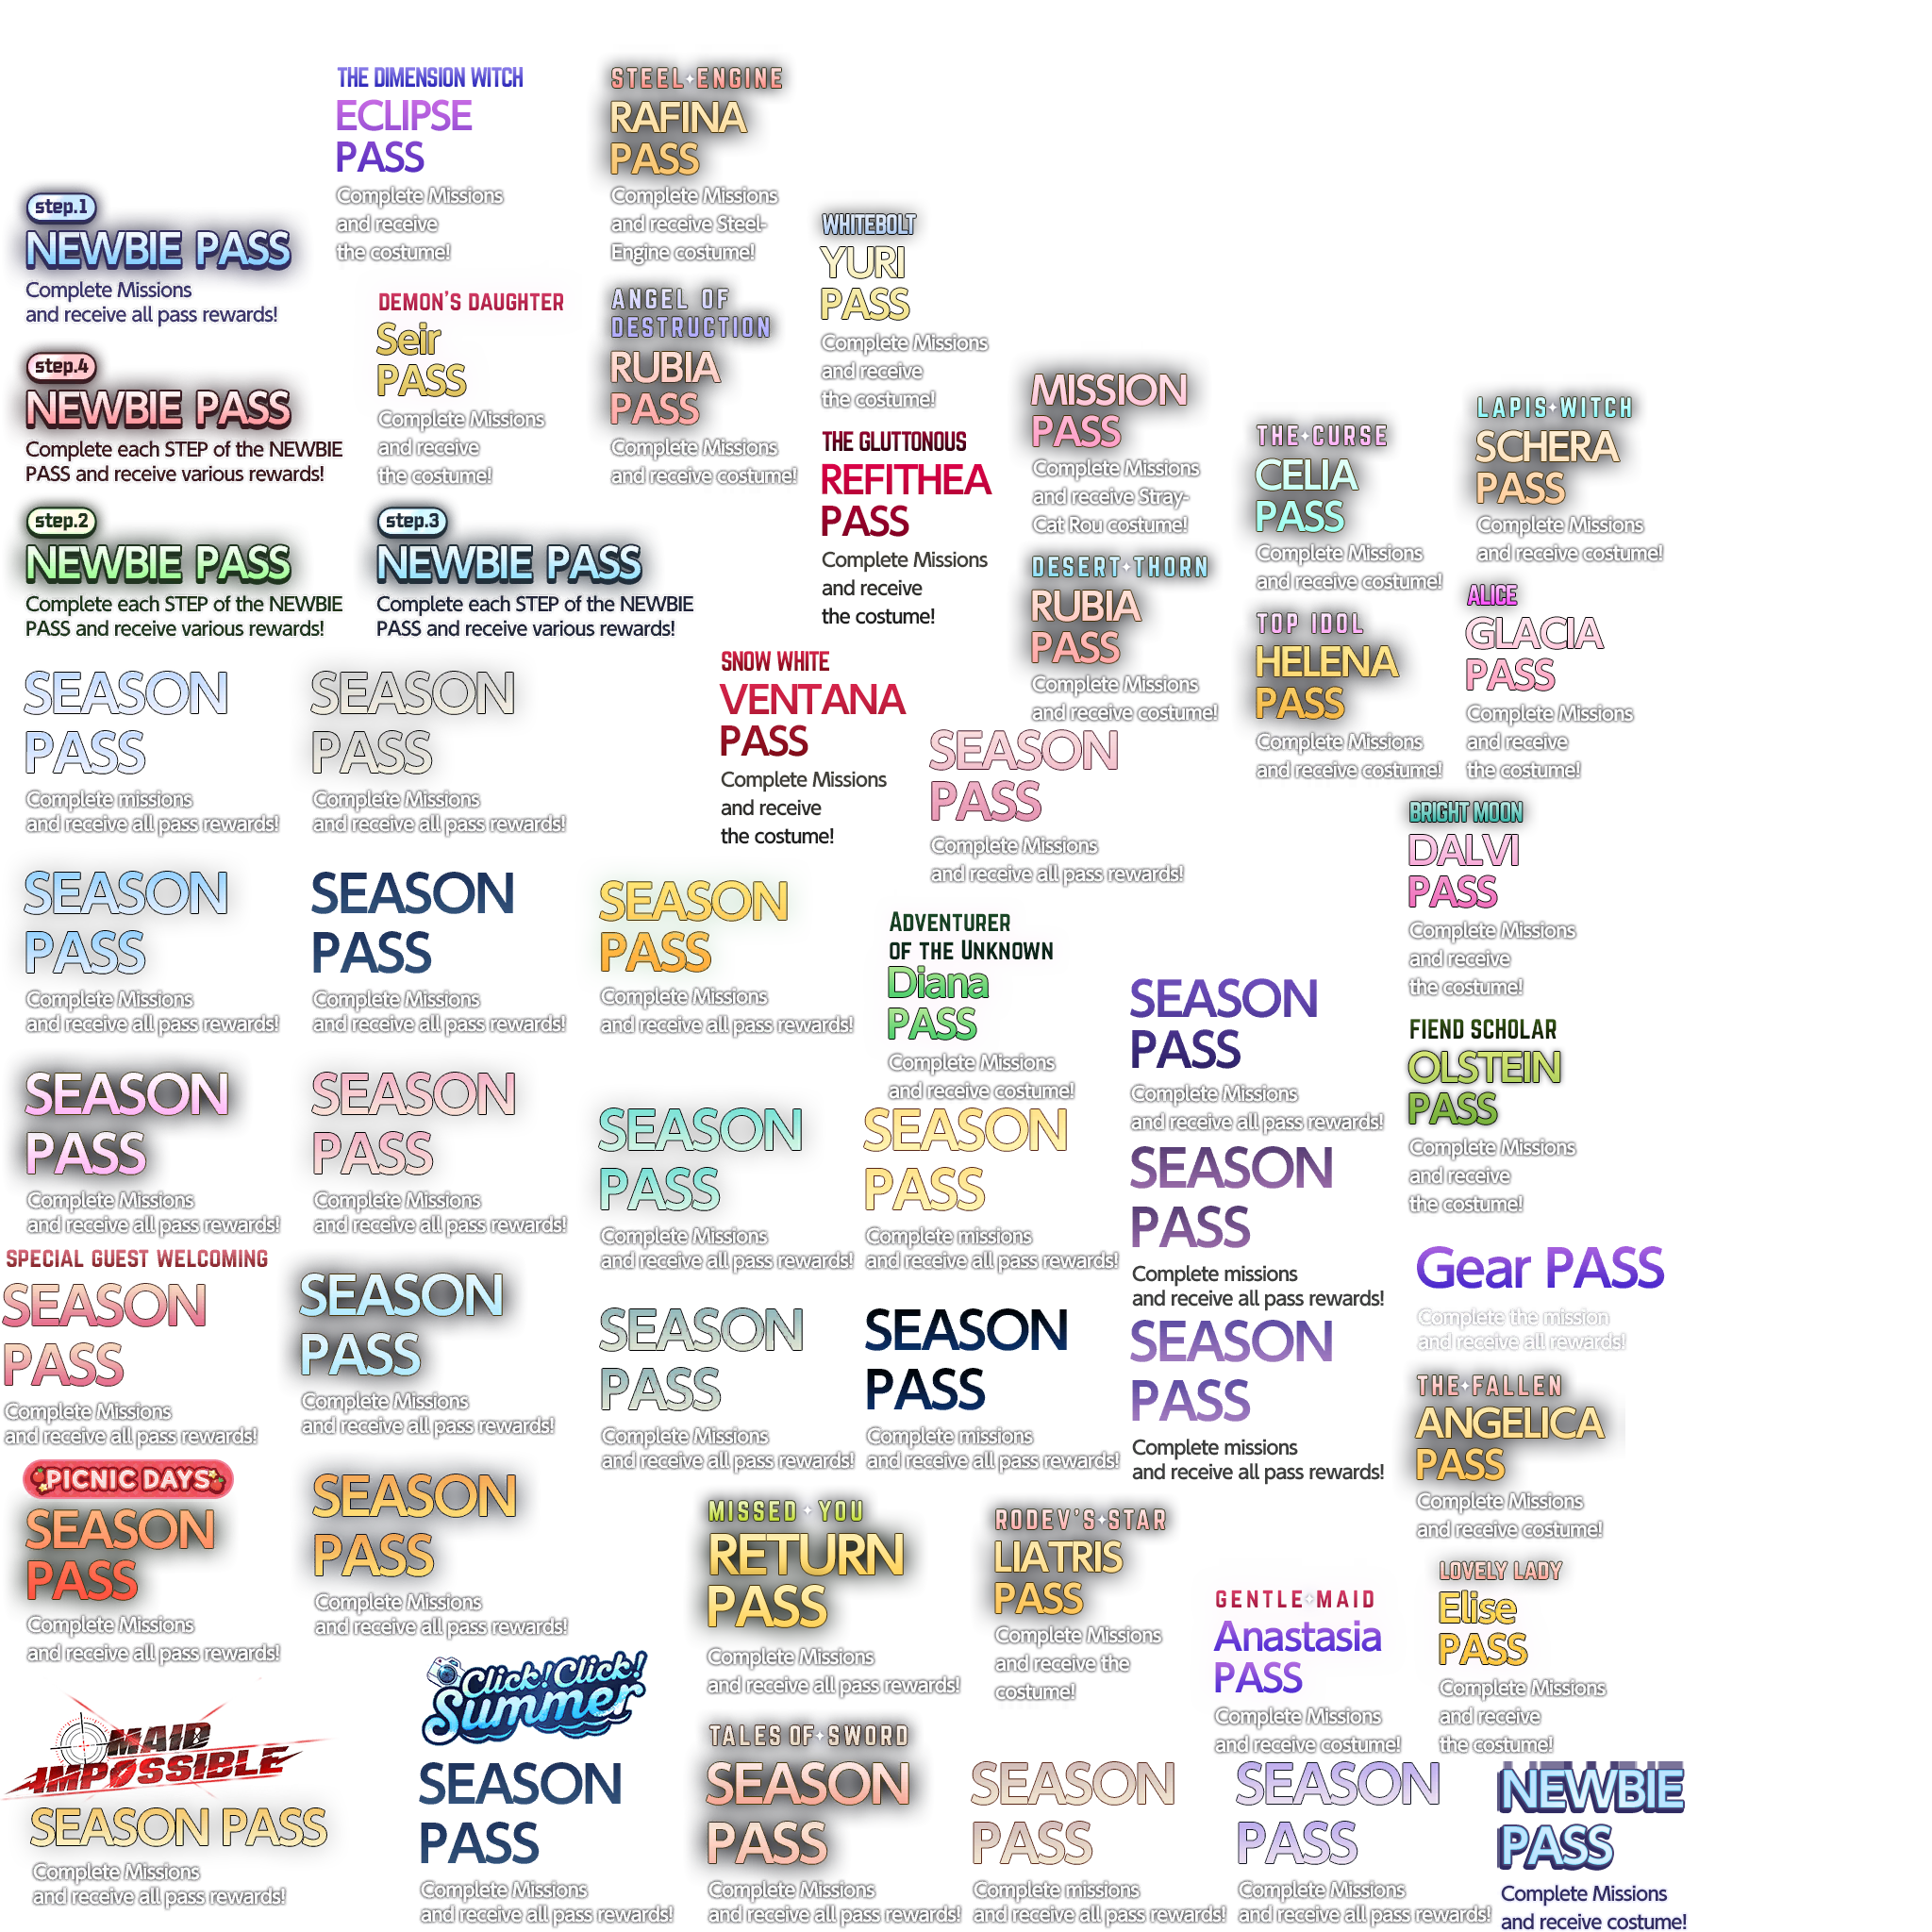 THE DIMENSION WITCH
ECLIPSE
PASS
Complete Missions
and receive
the costume!
STEEL ENGINE
RAFINA
PASS
Complete Missions
and receive Steel-
Engine costume!
step.1
NEWBIE PASS
Complete Missions
and receive all pass rewards!
WHITEBOLT
YURI
PASS
Complete Missions
and receive
the costume!
DEMON'S DAUGHTER
Seir
PASS
Complete Missions
and receive
the costume!
ANGEL OF
DESTRUCTION
RUBIA
PASS
Complete Missions
and receive costume!
step.4
NEWBIE PASS
Complete each STEP of the NEWBIE
PASS and receive various rewards!
MISSION
PASS
Complete Missions
and receive Stray-
Cat Rou costume!
THE CURSE
CELIA
PASS
Complete Missions
and receive costume!
LAPIS WITCH
SCHERA
PASS
Complete Missions
and receive costume!
THE GLUTTONOUS
REFITHEA
PASS
Complete Missions
and receive
the costume!
step.2
NEWBIE PASS
Complete each STEP of the NEWBIE
PASS and receive various rewards!
step.3
NEWBIE PASS
Complete each STEP of the NEWBIE
PASS and receive various rewards!
DESERT THORN
RUBIA
PASS
Complete Missions
and receive costume!
TOP IDOL
HELENA
PASS
Complete Missions
and receive costume!
ALICE
GLACIA
PASS
Complete Missions
and receive
the costume!
SEASON
PASS
Complete missions
and receive all pass rewards!
SEASON
PASS
Complete Missions
and receive all pass rewards!
SNOW WHITE
VENTANA
PASS
Complete Missions
and receive
the costume!
SEASON
PASS
Complete Missions
and receive all pass rewards!
BRIGHT MOON
DALVI
PASS
Complete Missions
and receive
the costume!
SEASON
PASS
Complete Missions
and receive all pass rewards!
SEASON
PASS
Complete Missions
and receive all pass rewards!
SEASON
PASS
Complete Missions
and receive all pass rewards!
ADVENTURER
OF THE UNKNOWN
Diana
PASS
Complete Missions
and receive costume!
SEASON
PASS
Complete Missions
and receive all pass rewards!
FIEND SCHOLAR
OLSTEIN
PASS
Complete Missions
and receive
the costume!
SEASON
PASS
Complete Missions
and receive all pass rewards!
SEASON
PASS
Complete Missions
and receive all pass rewards!
SEASON
PASS
Complete Missions
and receive all pass rewards!
SEASON
PASS
Complete missions
and receive all pass rewards!
SEASON
PASS
Complete missions
and receive all pass rewards!
SPECIAL GUEST WELCOMING
SEASON
PASS
Complete Missions
and receive all pass rewards!
SEASON
PASS
Complete Missions
and receive all pass rewards!
SEASON
PASS
Complete Missions
and receive all pass rewards!
SEASON
PASS
Complete missions
and receive all pass rewards!
SEASON
PASS
Complete missions
and receive all pass rewards!
Gear PASS
Complete the mission
and receive all rewards!
THE FALLEN
ANGELICA
PASS
Complete Missions
and receive costume!
PICNIC DAYS
SEASON
PASS
Complete Missions
and receive all pass rewards!
SEASON
PASS
Complete Missions
and receive all pass rewards!
MISSED YOU
RETURN
PASS
Complete Missions
and receive all pass rewards!
RODEV'S STAR
LIATRIS
PASS
Complete Missions
and receive the
costume!
GENTLE MAID
Anastasia
PASS
Complete Missions
and receive costume!
LOVELY LADY
Elise
PASS
Complete Missions
and receive
the costume!
MAID
IMPOSSIBLE
SEASON PASS
Complete Missions
and receive all pass rewards!
Click! Click!
Summer
SEASON
PASS
Complete Missions
and receive all pass rewards!
TALES OF SWORD
SEASON
PASS
Complete Missions
and receive all pass rewards!
SEASON
PASS
Complete missions
and receive all pass rewards!
SEASON
PASS
Complete Missions
and receive all pass rewards!
NEWBIE
PASS
Complete Missions
and receive costume!